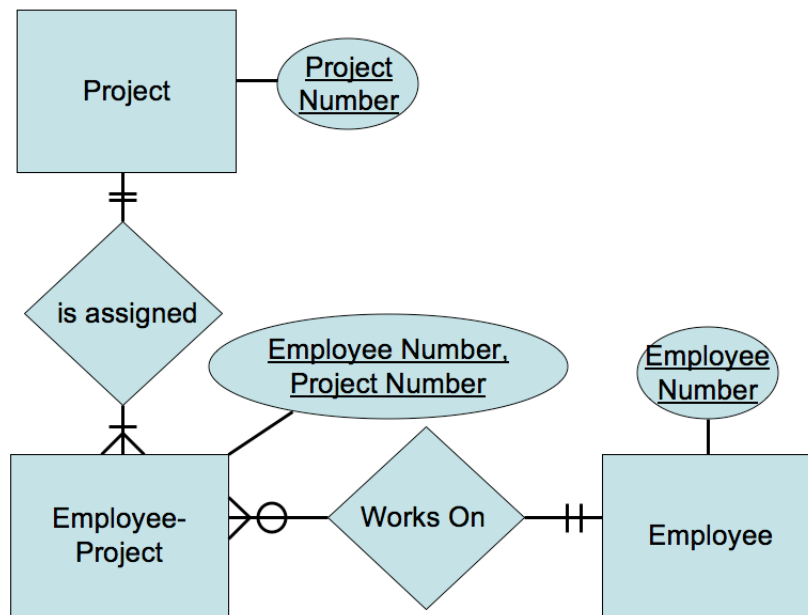 Project
Project
Number
is assigned
Employee Number,
Project Number
Employee
Number
Employee-
Project
Works On
Employee